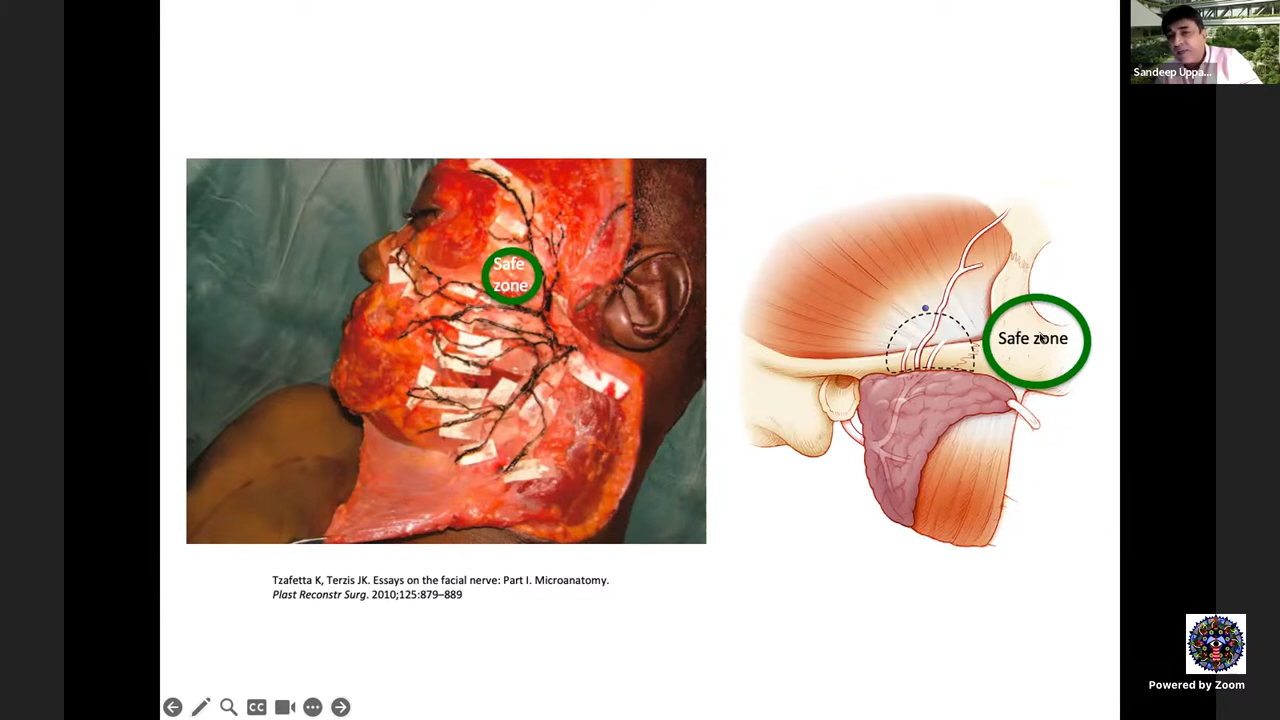 Sandeep Uppa...
Safe
zone
Safe zone
Tzafetta K, Terzis JK. Essays on the facial nerve: Part I. Microanatomy.
Plast Reconstr Surg. 2010;125:879–889
CC
Powered by Zoom